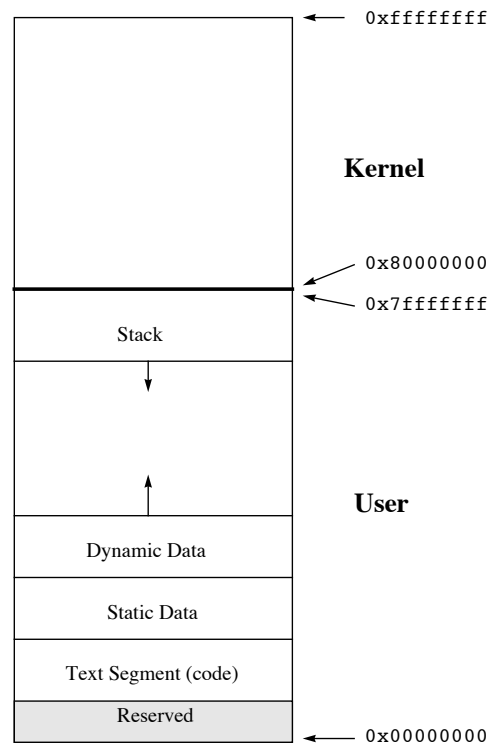 0xffffffff
Kernel
0x80000000
0x7fffffff
Stack
User
Dynamic Data
Static Data
Text Segment (code)
Reserved
0x00000000